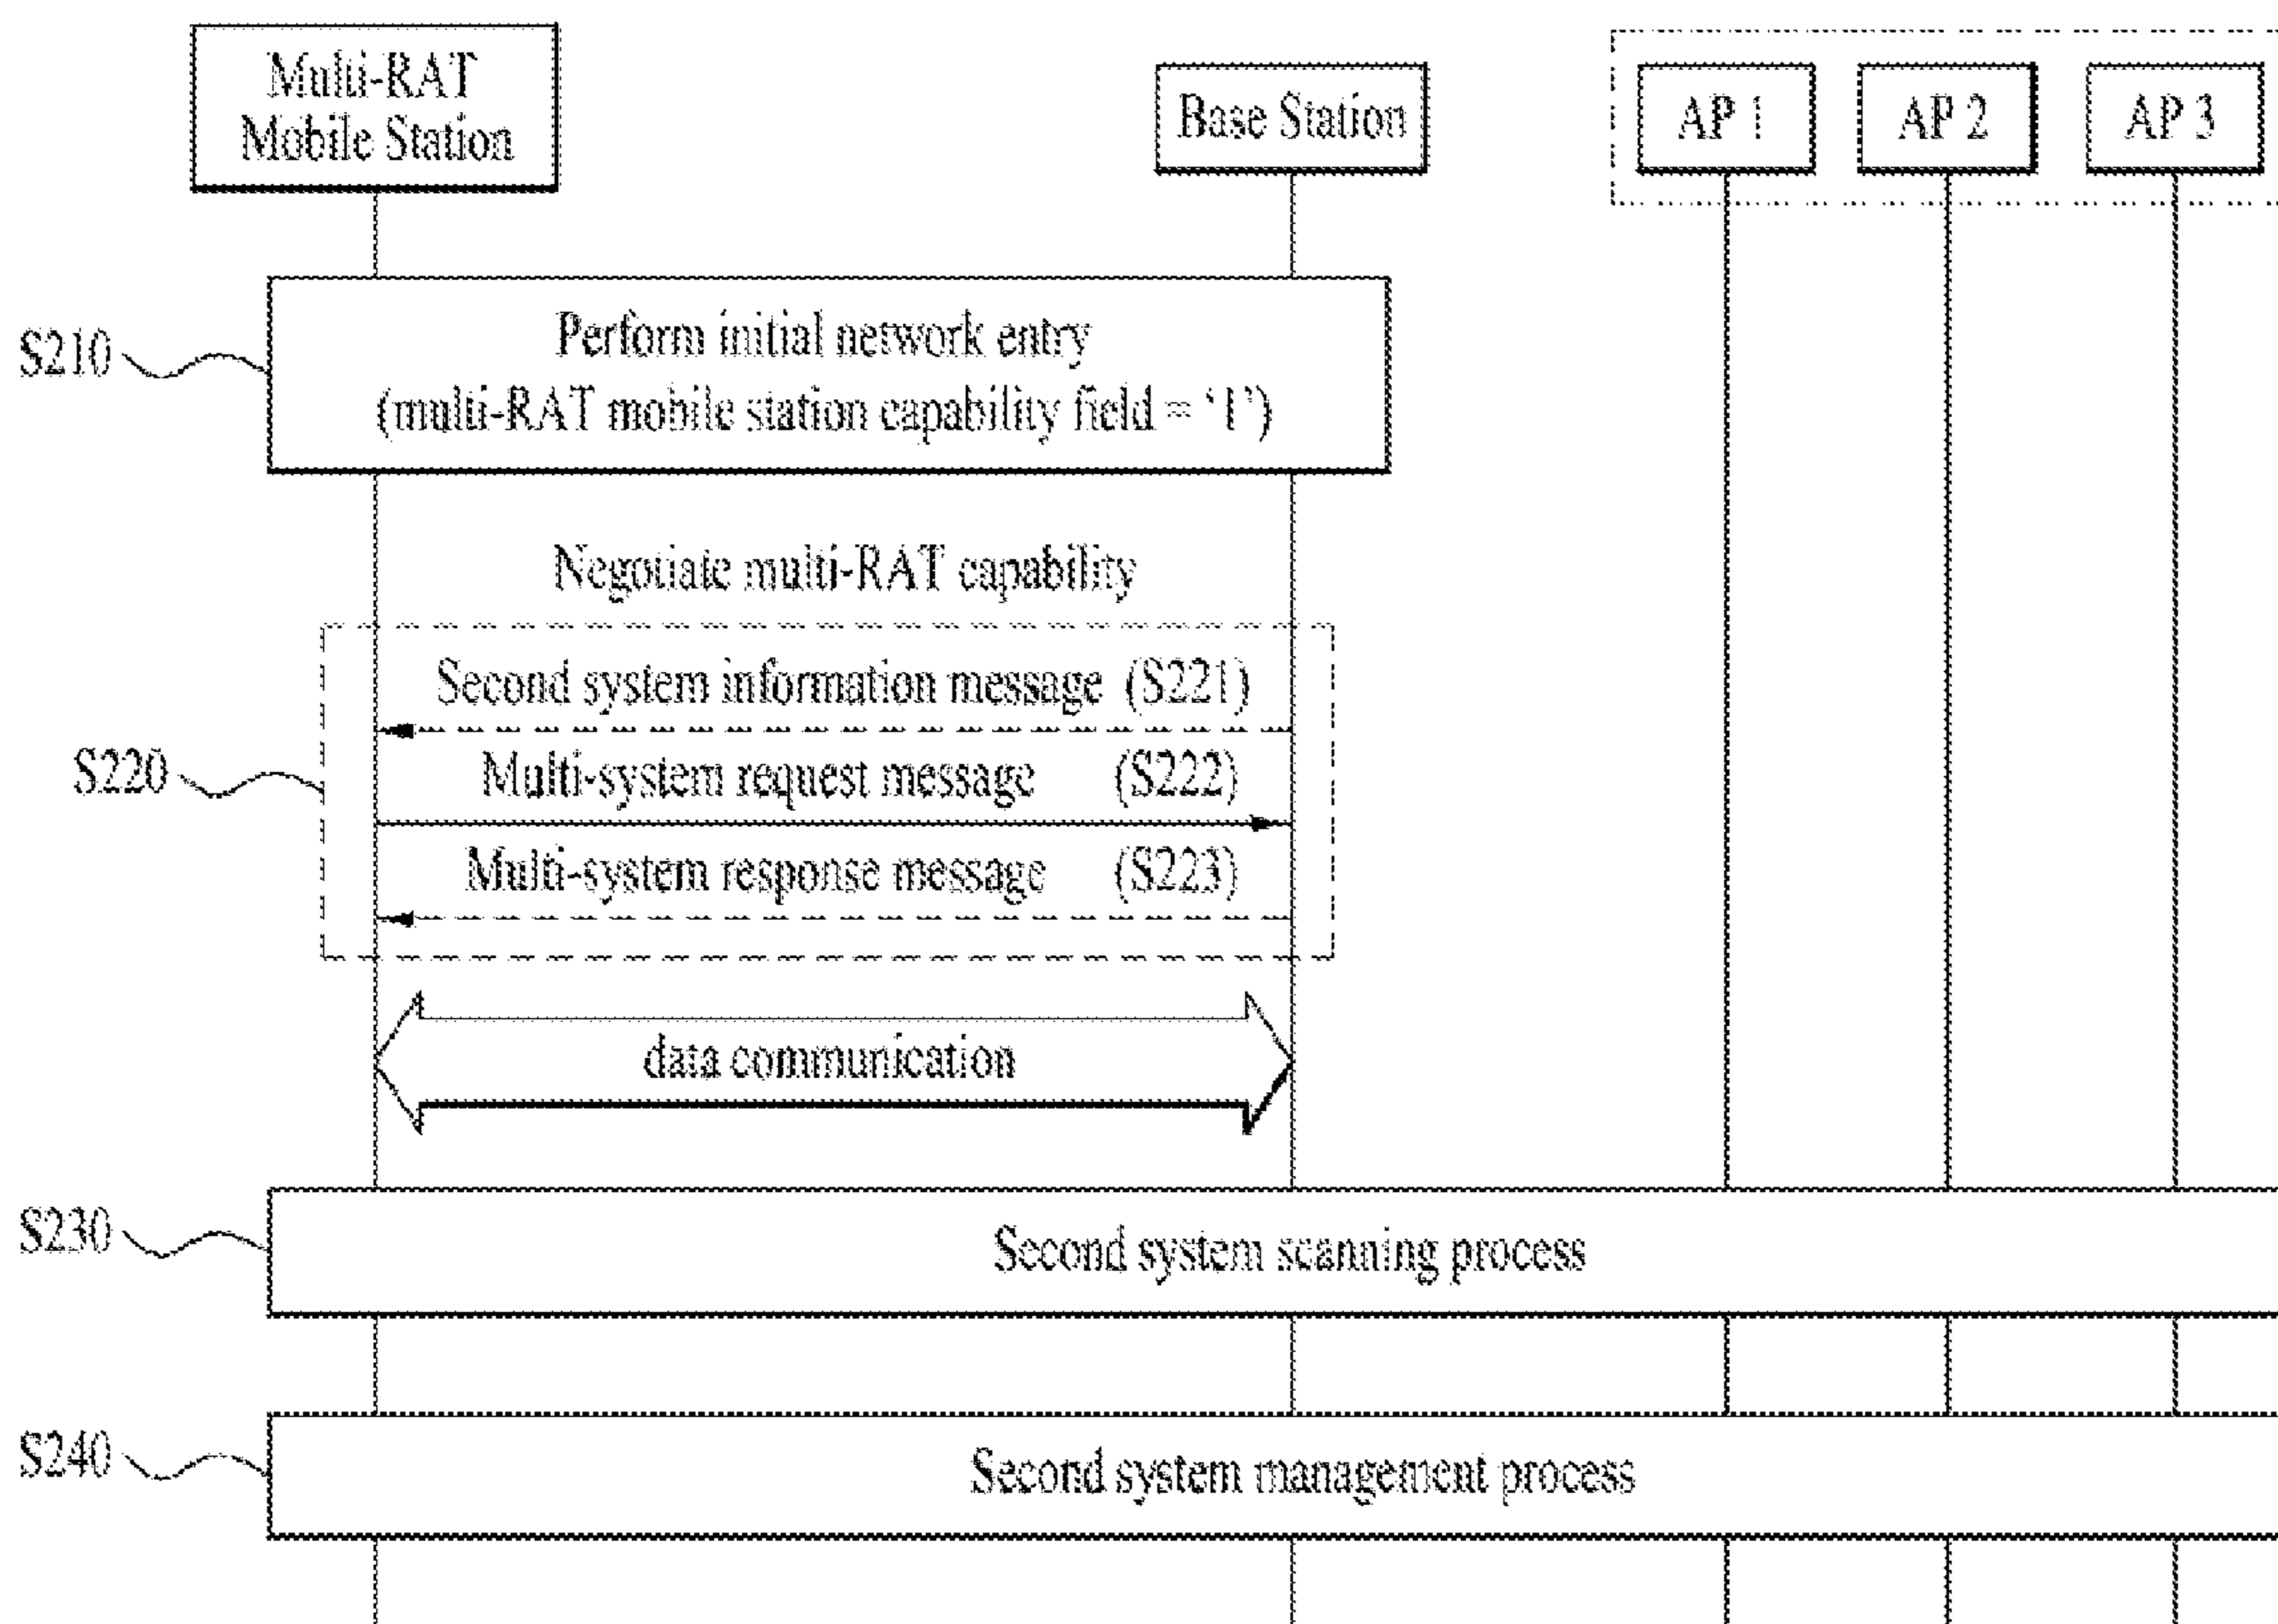 Multi-RAT
Mobile Station
Base Station
AP 1
AP 2
AP 3
S210
Perform initial network entry
(multi-RAT mobile station capability field = ‘1’)
Negotiate multi-RAT capability
S220
Second system information message (S221)
Multi-system request message (S222)
Multi-system response message (S223)
data communication
S230
Second system scanning process
S240
Second system management process